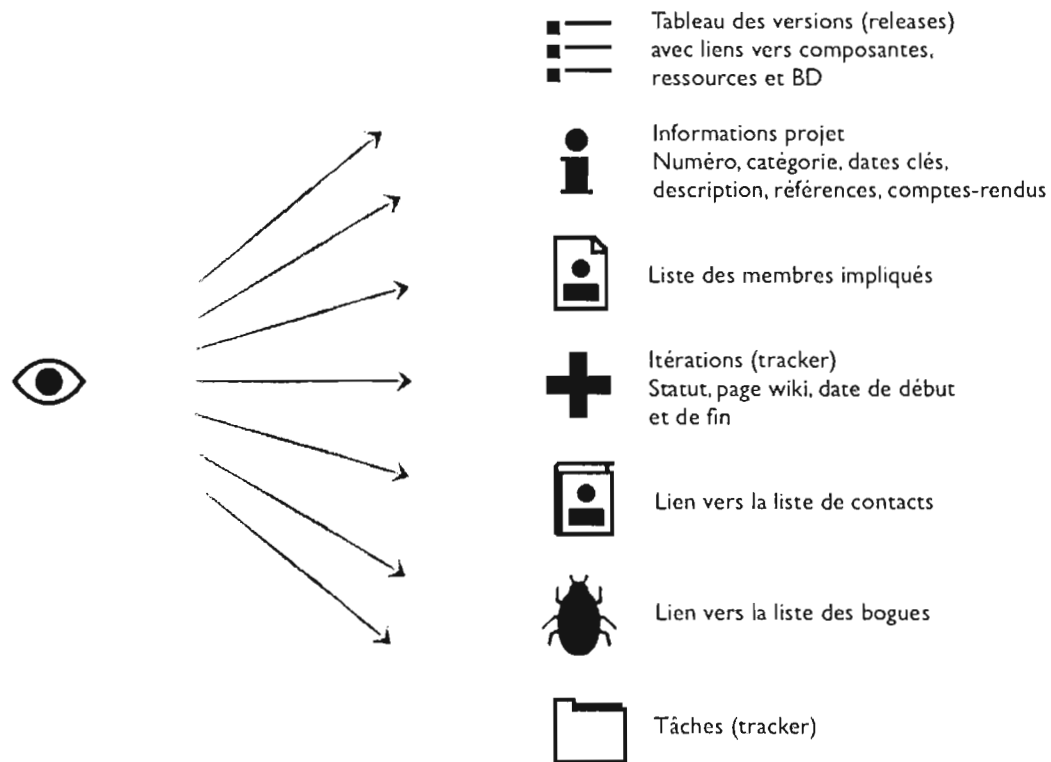 Tableau des versions (releases)
avec liens vers composantes,
ressources et BD
Informations projet
Numéro, catégorie, dates clés,
description, références, comptes-rendus
Liste des membres impliqués
Itérations (tracker)
Statut, page wiki, date de début
et de fin
Lien vers la liste de contacts
Lien vers la liste des bogues
Tâches (tracker)